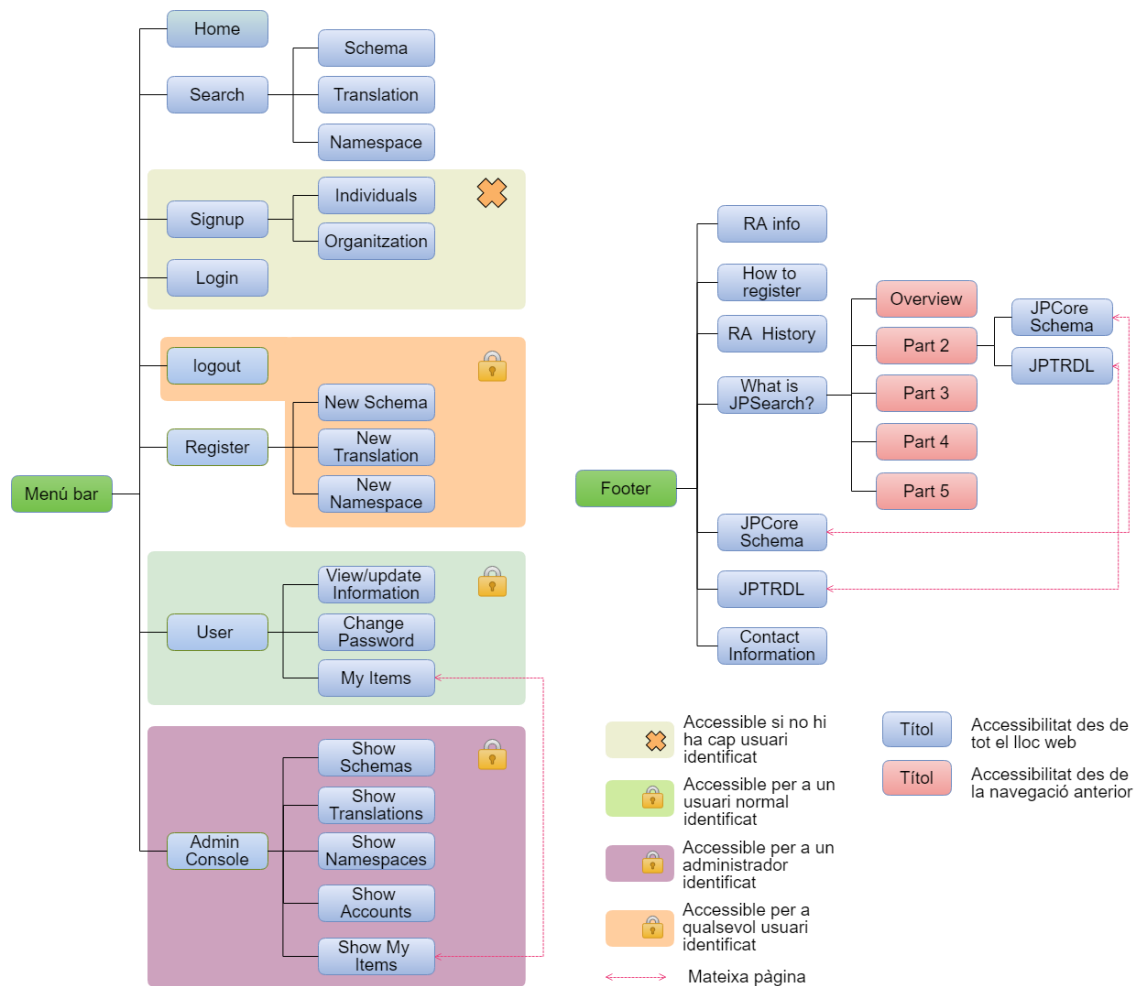 Home
Search
Schema
Translation
Namespace
Signup
Individuals
Organitzation
Login
logout
Register
New Schema
New
Translation
New
Namespace
Menú bar
User
View/update
Information
Change
Password
My Items
Admin
Console
Show
Schemas
Show
Translations
Show
Namespaces
Show
Accounts
Show My
Items
Footer
RA info
How to
register
RA History
What is
JPSearch?
Overview
Part 2
Part 3
Part 4
Part 5
JPCore
Schema
JPTRDL
JPCore
Schema
JPTRDL
Contact
Information
Accessible si no hi
ha cap usuari
identificat
Accessible per a un
usuari normal
identificat
Accessible per a un
administrador
identificat
Accessible per a
qualsevol usuari
identificat
Mateixa pàgina
Títol
Accessibilitat des de
tot el lloc web
Títol
Accessibilitat des de
la navegació anterior